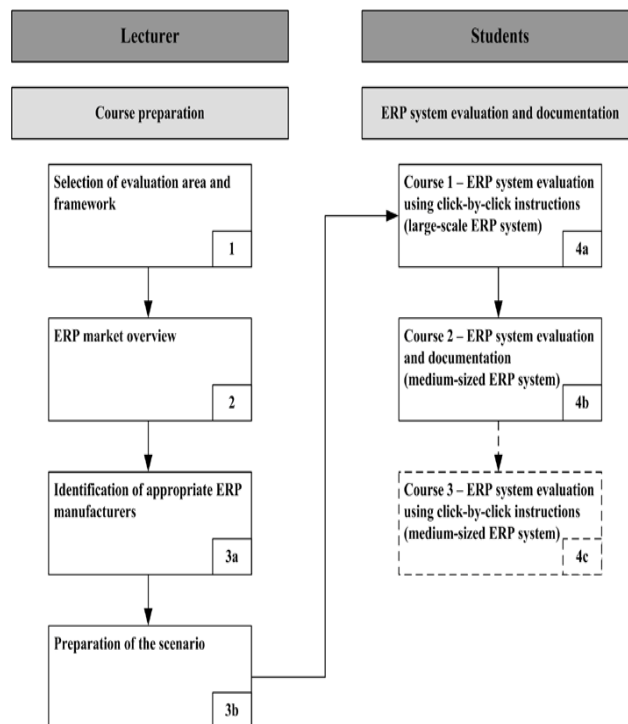 Lecturer
Course preparation
Selection of evaluation area and
framework
1
ERP market overview
2
Identification of appropriate ERP
manufacturers
3a
Preparation of the scenario
3b
Students
ERP system evaluation and documentation
Course 1 – ERP system evaluation
using click-by-click instructions
(large-scale ERP system)
4a
Course 2 – ERP system evaluation
and documentation
(medium-sized ERP system)
4b
Course 3 – ERP system evaluation
using click-by-click instructions
(medium-sized ERP system)
4c